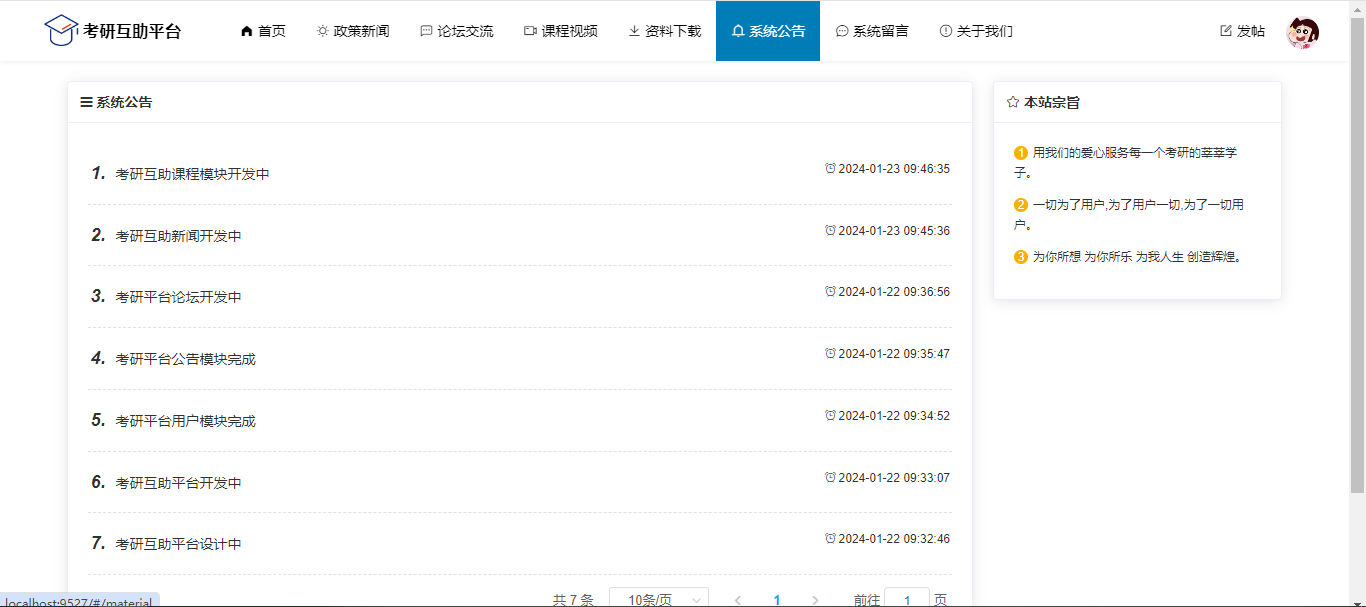 考研互助平台 首页 政策新闻 论坛交流 课程视频 资料下载 系统公告 系统留言 关于我们 发帖
系统公告
1. 考研互助课程模块开发中 2024-01-23 09:46:35
2. 考研互助新闻开发中 2024-01-23 09:45:36
3. 考研平台论坛开发中 2024-01-22 09:36:56
4. 考研平台公告模块完成 2024-01-22 09:35:47
5. 考研平台用户模块完成 2024-01-22 09:34:52
6. 考研互助平台开发中 2024-01-22 09:33:07
7. 考研互助平台设计中 2024-01-22 09:32:46
共 7 条 10条/页 1 前往 1 页
本站宗旨
1 用我们的爱心服务每一个考研的莘莘学
子。
2 一切为了用户,为了用户一切,为了一切用
户。
3 为你所想 为你所乐 为我人生 创造辉煌。
localhost:9527/#/material